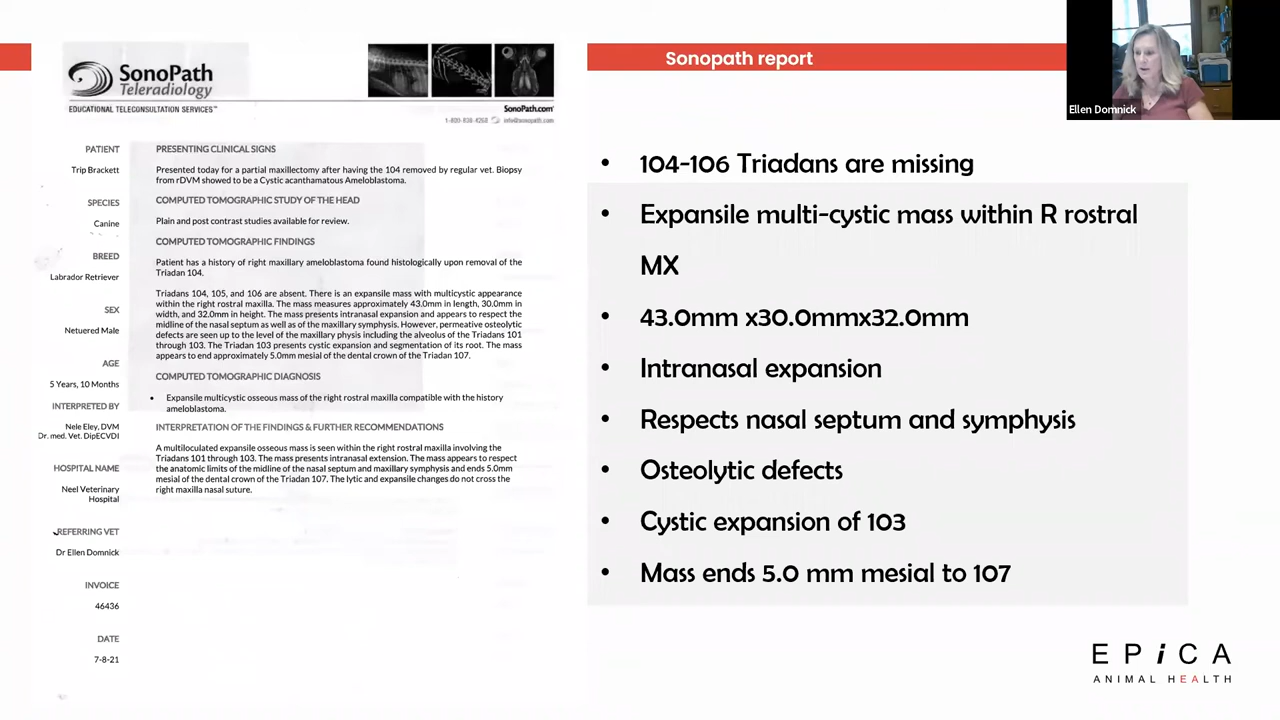 SonoPath
Teleradiology
EDUCATIONAL TELECONSULTATION SERVICES™
SonoPath.com
1-800-838-4268 info@sonopath.com
PATIENT
Trip Brackett
SPECIES
Canine
BREED
Labrador Retriever
SEX
Netuered Male
AGE
5 Years, 10 Months
INTERPRETED BY
Nele Eley, DVM
Dr. med. Vet. DipECVDI
HOSPITAL NAME
Neel Veterinary
Hospital
REFERRING VET
Dr Ellen Domnick
INVOICE
46436
DATE
7-8-21
PRESENTING CLINICAL SIGNS
Presented today for a partial maxillectomy after having the 104 removed by regular vet. Biopsy
from rDVM showed to be a Cystic acanthamatous Ameloblastoma.
COMPUTED TOMOGRAPHIC STUDY OF THE HEAD
Plain and post contrast studies available for review.
COMPUTED TOMOGRAPHIC FINDINGS
Patient has a history of right maxillary ameloblastoma found histologically upon removal of the
Triadan 104.
Triadans 104, 105, and 106 are absent. There is an expansile mass with multicystic appearance
within the right rostral maxilla. The mass measures approximately 43.0mm in length, 30.0mm in
width, and 32.0mm in height. The mass presents intranasal expansion and appears to respect the
midline of the nasal septum as well as of the maxillary symphysis. However, permeative osteolytic
defects are seen up to the level of the maxillary physis including the alveolus of the Triadans 101
through 103. The Triadan 103 presents cystic expansion and segmentation of its root. The mass
appears to end approximately 5.0mm mesial of the dental crown of the Triadan 107.
COMPUTED TOMOGRAPHIC DIAGNOSIS
• Expansile multicystic osseous mass of the right rostral maxilla compatible with the history
ameloblastoma.
INTERPRETATION OF THE FINDINGS & FURTHER RECOMMENDATIONS
A multiloculated expansile osseous mass is seen within the right rostral maxilla involving the
Triadans 101 through 103. The mass presents intranasal extension. The mass appears to respect
the anatomic limits of the midline of the nasal septum and maxillary symphysis and ends 5.0mm
mesial of the dental crown of the Triadan 107. The lytic and expansile changes do not cross the
right maxilla nasal suture.
Sonopath report
• 104-106 Triadans are missing
• Expansile multi-cystic mass within R rostral
MX
• 43.0mm x30.0mmx32.0mm
• Intranasal expansion
• Respects nasal septum and symphysis
• Osteolytic defects
• Cystic expansion of 103
• Mass ends 5.0 mm mesial to 107
Ellen Domnick
EPiCA
ANIMAL HEALTH